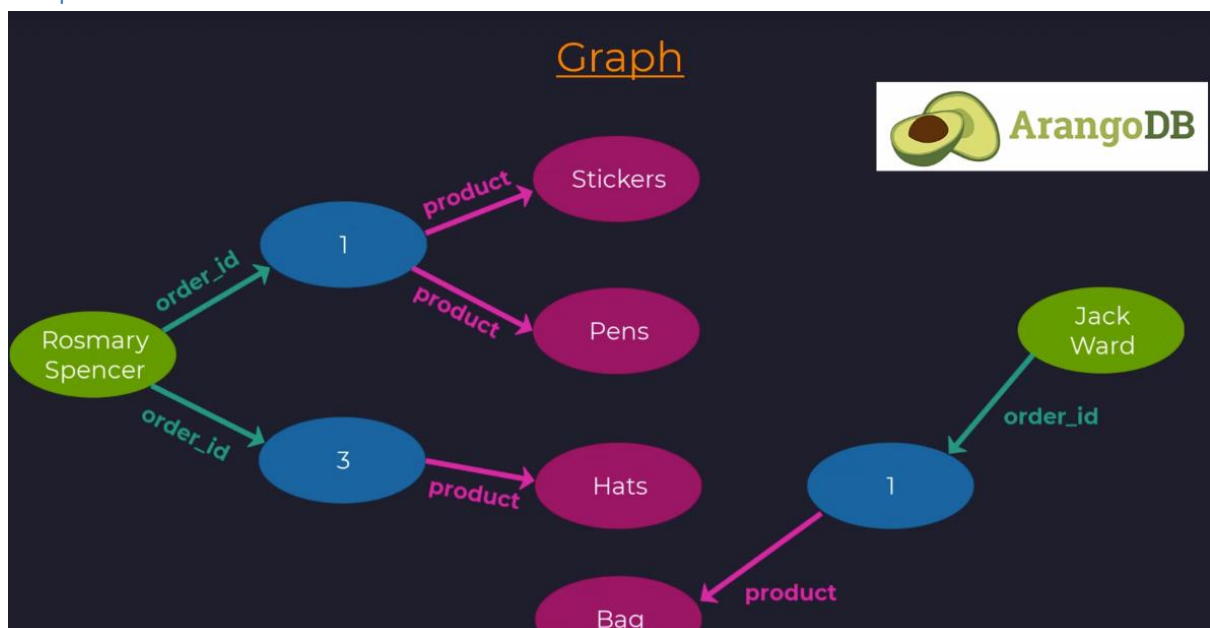 Graph
ArangoDB
product
Stickers
1
order_id
product
Pens
Rosmary
Spencer
order_id
3
product
Hats
Jack
Ward
order_id
1
product
Bag